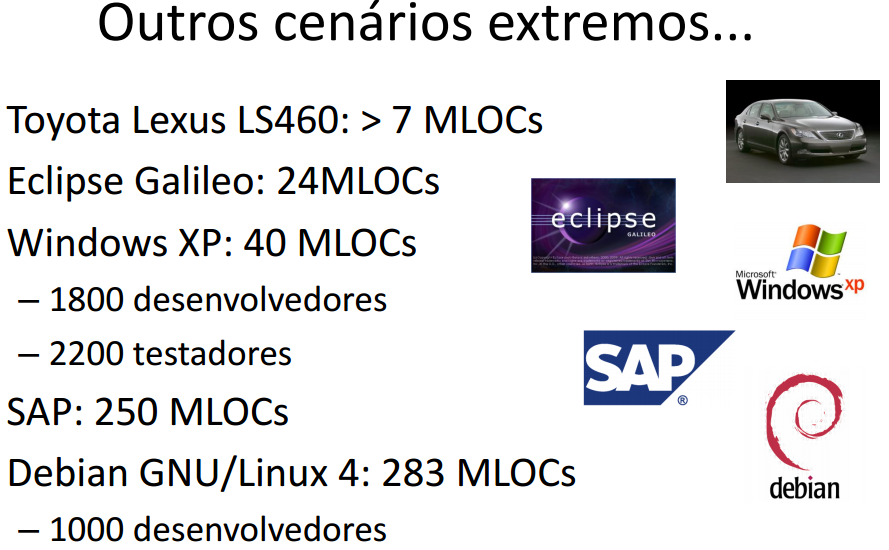 Outros cenários extremos...
Toyota Lexus LS460: > 7 MLOCs
Eclipse Galileo: 24MLOCs
Windows XP: 40 MLOCs
– 1800 desenvolvedores
– 2200 testadores
SAP: 250 MLOCs
Debian GNU/Linux 4: 283 MLOCs
– 1000 desenvolvedores
eclipse
GALILEO
Microsoft
Windows xp
SAP
®
debian